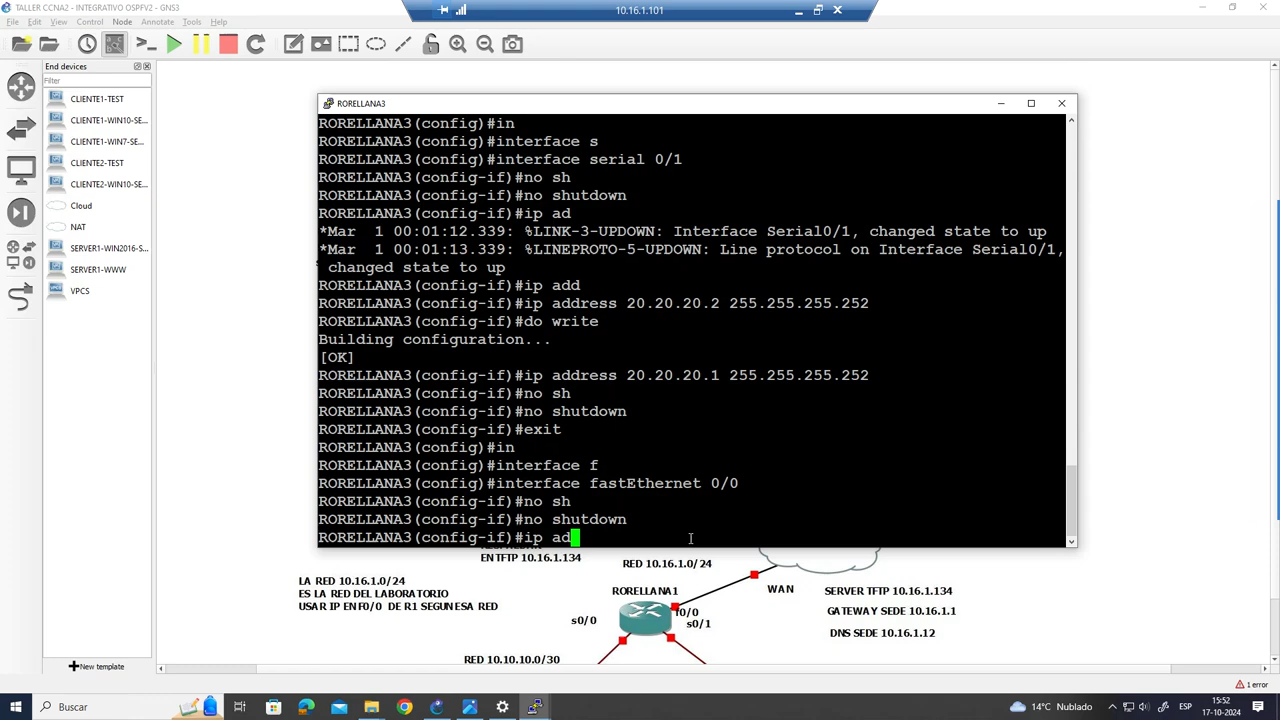 TALLER CCNA2 - INTEGRATIVO OSPFV2 - GNS3
10.16.1.101
File Edit View Control Node Annotate Tools Help
End devices
Filter
CLIENTE1-TEST
CLIENTE1-WIN10-SE...
CLIENTE1-WIN7-SEr...
CLIENTE2-TEST
CLIENTE2-WIN10-SE...
Cloud
NAT
SERVER1-WIN2016-S...
SERVER1-WWW
VPCS
New template
RORELLANA3
RORELLANA3(config)#in
RORELLANA3(config)#interface s
RORELLANA3(config)#interface serial 0/1
RORELLANA3(config-if)#no sh
RORELLANA3(config-if)#no shutdown
RORELLANA3(config-if)#ip ad
*Mar  1 00:01:12.339: %LINK-3-UPDOWN: Interface Serial0/1, changed state to up
*Mar  1 00:01:13.339: %LINEPROTO-5-UPDOWN: Line protocol on Interface Serial0/1,
changed state to up
RORELLANA3(config-if)#ip add
RORELLANA3(config-if)#ip address 20.20.20.2 255.255.255.252
RORELLANA3(config-if)#do write
Building configuration...
[OK]
RORELLANA3(config-if)#ip address 20.20.20.1 255.255.255.252
RORELLANA3(config-if)#no sh
RORELLANA3(config-if)#no shutdown
RORELLANA3(config-if)#exit
RORELLANA3(config)#in
RORELLANA3(config)#interface f
RORELLANA3(config)#interface fastEthernet 0/0
RORELLANA3(config-if)#no sh
RORELLANA3(config-if)#no shutdown
RORELLANA3(config-if)#ip ad
EN TFTP 10.16.1.134
RED 10.16.1.0/24
LA RED 10.16.1.0/24
ES LA RED DEL LABORATORIO
USAR IP EN F0/0 DE R1 SEGUN ESA RED
RORELLANA1
WAN
SERVER TFTP 10.16.1.134
GATEWAY SEDE 10.16.1.1
DNS SEDE 10.16.1.12
f0/0
s0/0
s0/1
RED 10.10.10.0/30
1 error
Buscar
14°C Nublado
ESP
15:52
17-10-2024